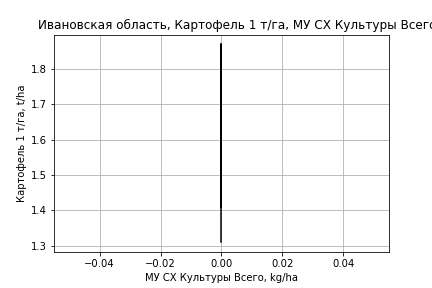 Ивановская область, Картофель 1 т/га, МУ СХ Культуры Всего
1.8
1.7
1.6
1.5
1.4
1.3
Картофель 1 т/га, t/ha
−0.04 −0.02 0.00 0.02 0.04
МУ СХ Культуры Всего, kg/ha